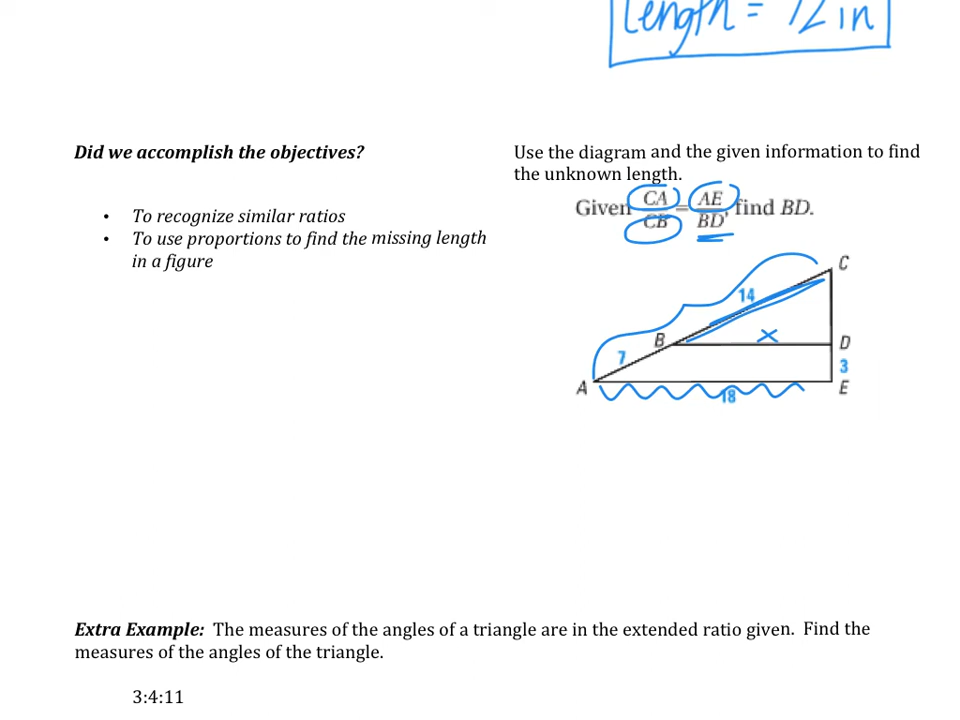 Length = 12 in
Did we accomplish the objectives?
• To recognize similar ratios
• To use proportions to find the missing length
in a figure
Use the diagram and the given information to find
the unknown length.
Given CA/CB = AE/BD, find BD.
C
14
B
x
D
7
3
A
18
E
Extra Example: The measures of the angles of a triangle are in the extended ratio given. Find the
measures of the angles of the triangle.
3:4:11